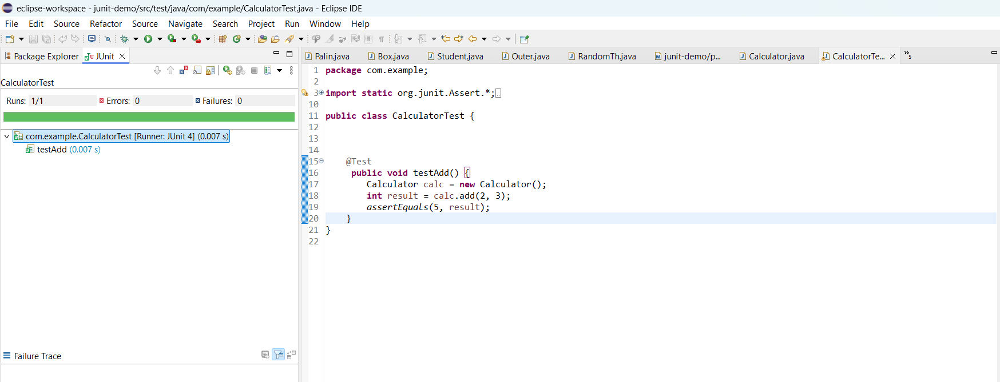 eclipse-workspace - junit-demo/src/test/java/com/example/CalculatorTest.java - Eclipse IDE
File Edit Source Refactor Source Navigate Search Project Run Window Help
Package Explorer JUnit
CalculatorTest
Runs: 1/1 Errors: 0 Failures: 0
com.example.CalculatorTest [Runner: JUnit 4] (0.007 s)
testAdd (0.007 s)
Failure Trace
Palin.java Box.java Student.java Outer.java RandomTh.java junit-demo/p... Calculator.java CalculatorTe... »5
1 package com.example;
2
3 import static org.junit.Assert.*;
10
11 public class CalculatorTest {
12
13
14
15 @Test
16 public void testAdd() {
17 Calculator calc = new Calculator();
18 int result = calc.add(2, 3);
19 assertEquals(5, result);
20 }
21 }
22